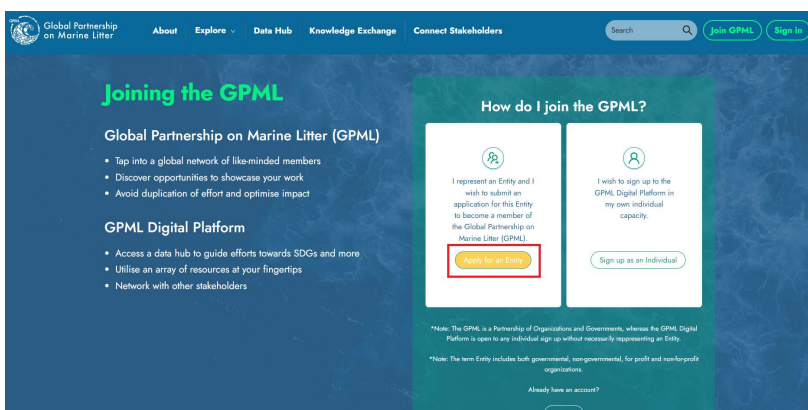 GPML
Global Partnership
on Marine Litter
About
Explore
Data Hub
Knowledge Exchange
Connect Stakeholders
Search
Join GPML
Sign in
Joining the GPML
Global Partnership on Marine Litter (GPML)
• Tap into a global network of like-minded members
• Discover opportunities to showcase your work
• Avoid duplication of effort and optimise impact
GPML Digital Platform
• Access a data hub to guide efforts towards SDGs and more
• Utilise an array of resources at your fingertips
• Network with other stakeholders
How do I join the GPML?
I represent an Entity and I
wish to submit an
application for this Entity
to become a member of
the Global Partnership on
Marine Litter (GPML).
Apply for an Entity
I wish to sign up to the
GPML Digital Platform in
my own individual
capacity.
Sign up as an Individual
*Note: The GPML is a Partnership of Organizations and Governments, whereas the GPML Digital
Platform is open to any individual sign up without necessarily reppresenting an Entity.
*Note: The term Entity includes both governmental, non-governmental, for profit and non-for-profit
organizations.
Already have an account?